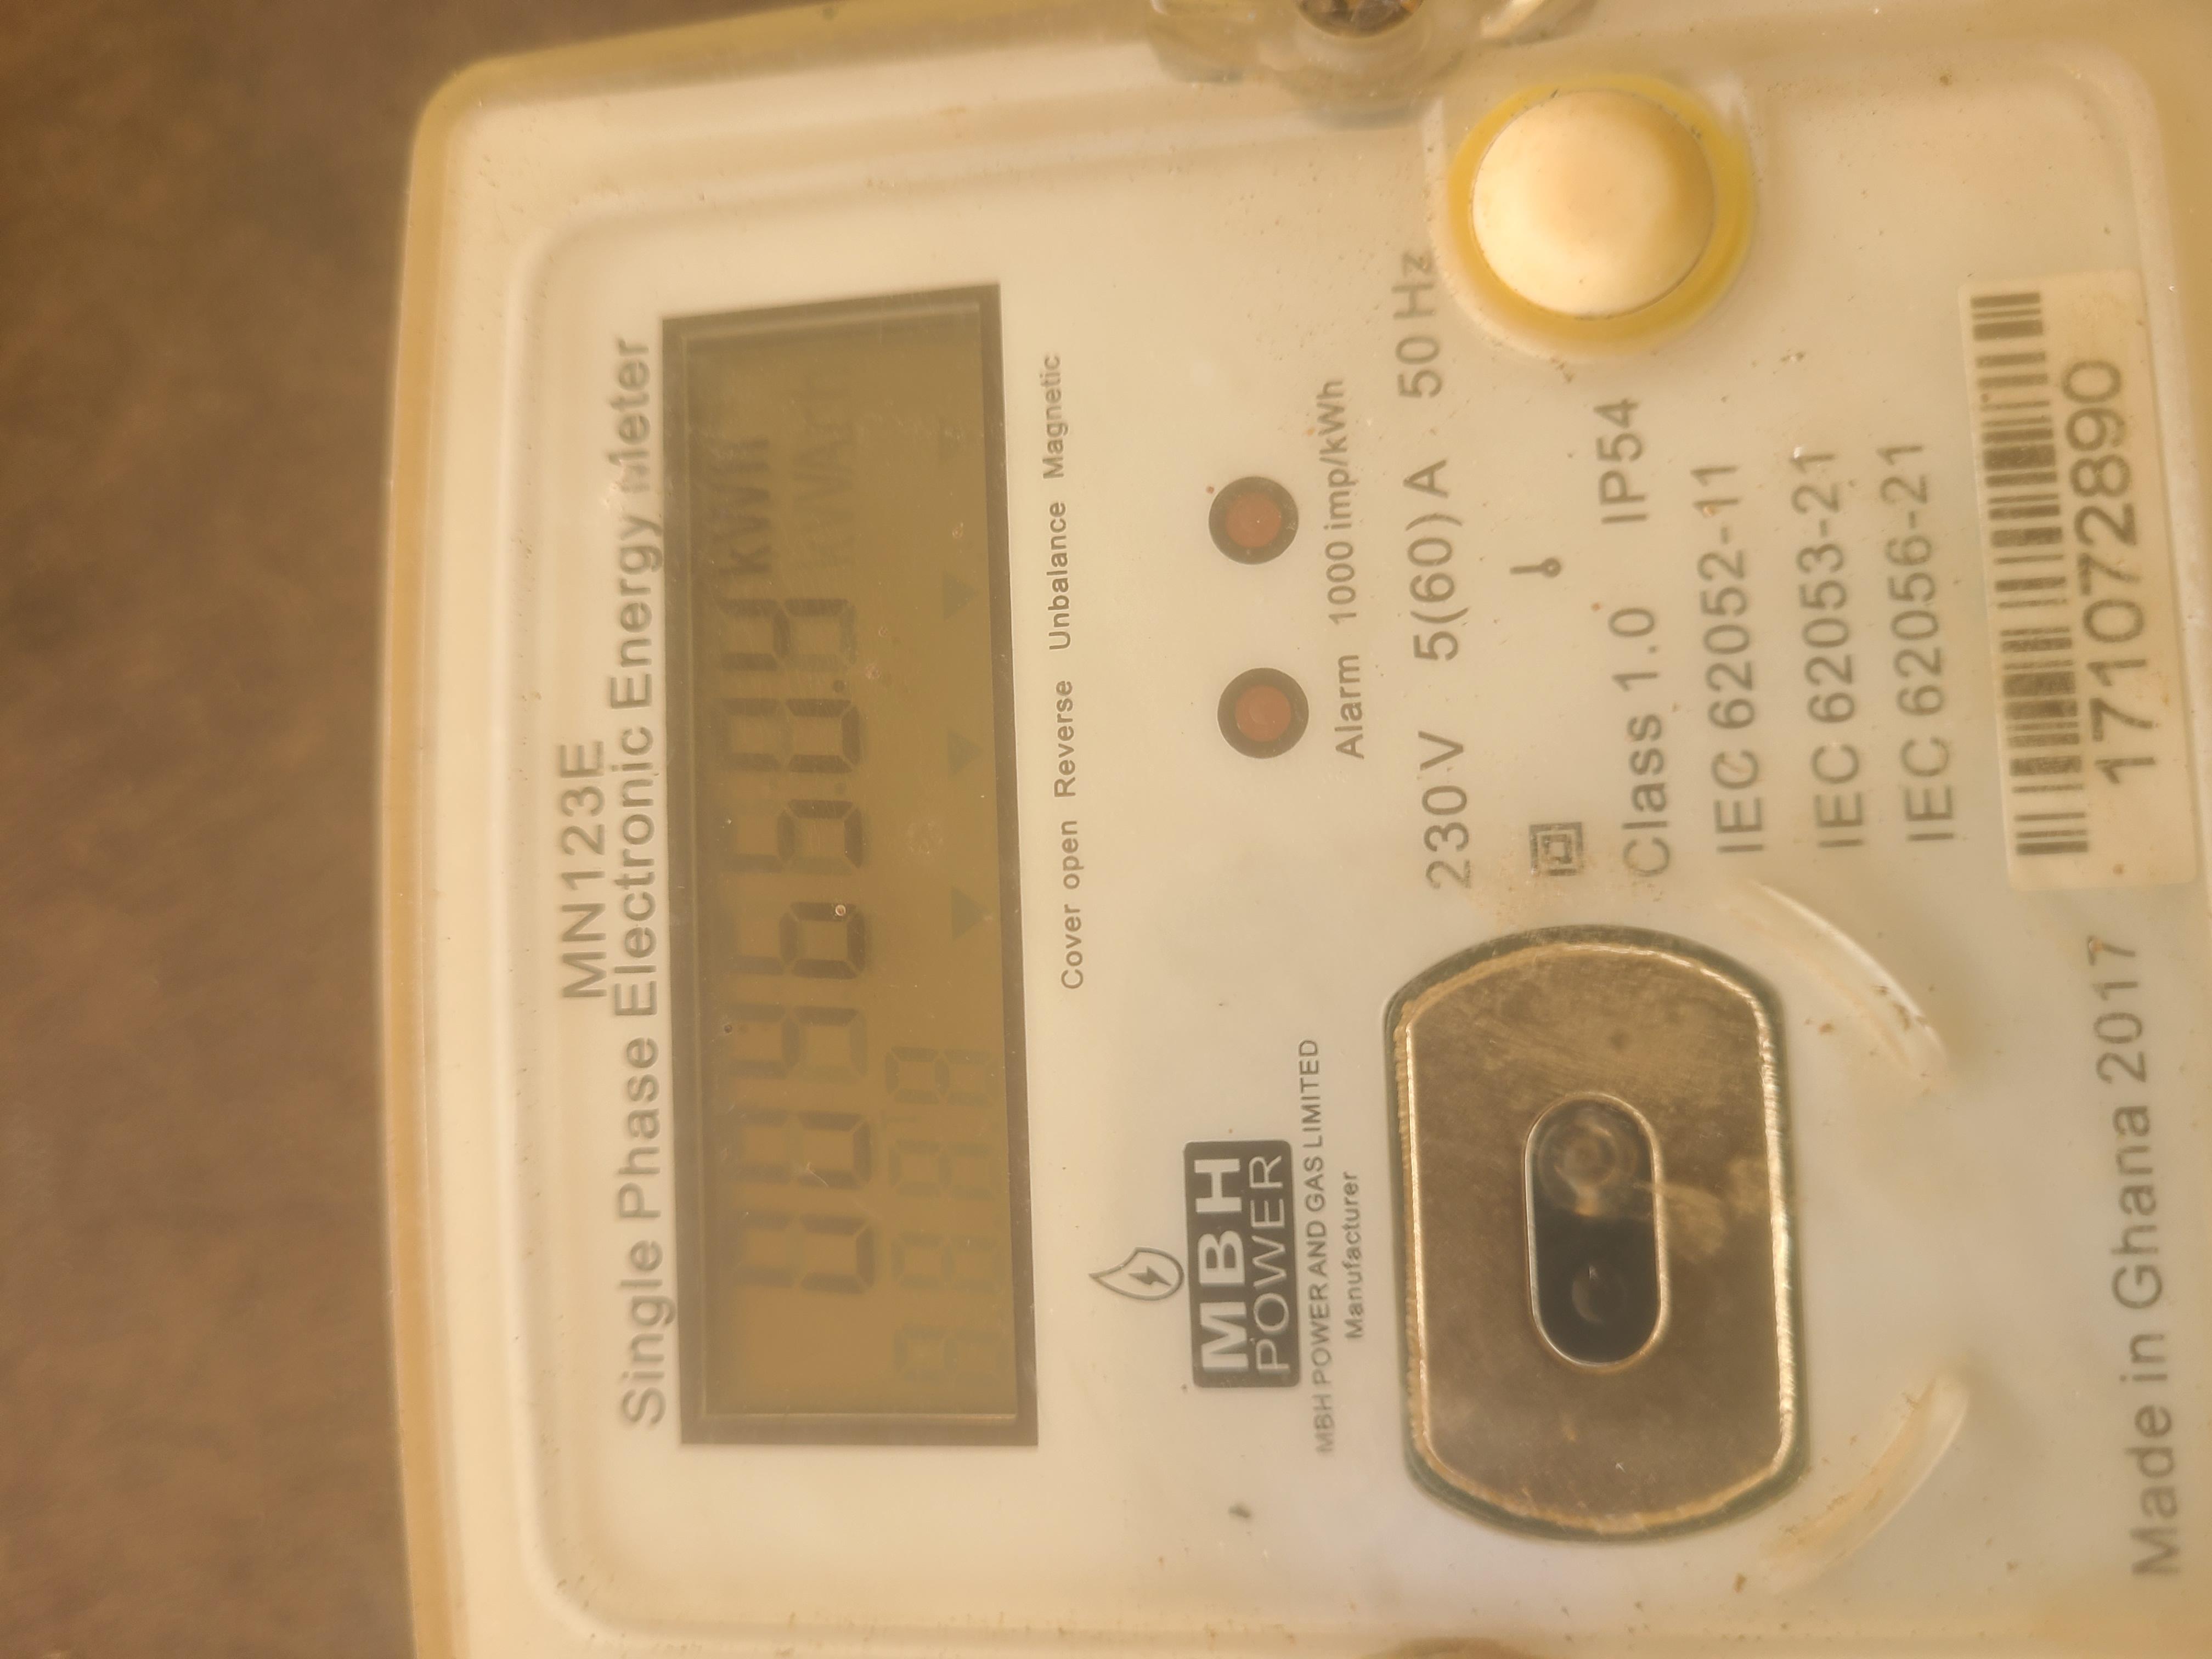 MN123E
Single Phase Electronic Energy Meter
004660.4 kWh
Cover open Reverse Unbalance Magnetic
MBH
POWER
MBH POWER AND GAS LIMITED
Manufacturer
Alarm 1000 imp/kWh
230 V 5(60) A 50 Hz
Class 1.0 IP54
IEC 62052-11
IEC 62053-21
IEC 62056-21
171072890
Made in Ghana 2017